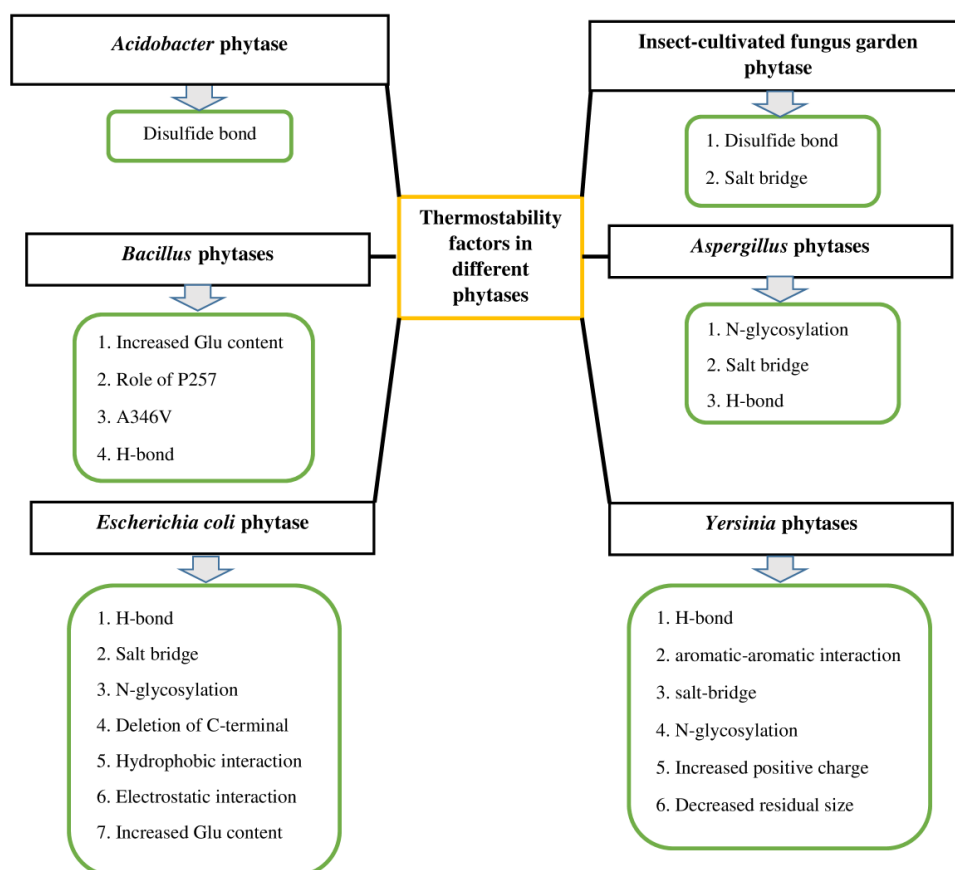 Acidobacter phytase
Disulfide bond
Insect-cultivated fungus garden
phytase
1. Disulfide bond
2. Salt bridge
Thermostability
factors in
different
phytases
Bacillus phytases
1. Increased Glu content
2. Role of P257
3. A346V
4. H-bond
Aspergillus phytases
1. N-glycosylation
2. Salt bridge
3. H-bond
Escherichia coli phytase
1. H-bond
2. Salt bridge
3. N-glycosylation
4. Deletion of C-terminal
5. Hydrophobic interaction
6. Electrostatic interaction
7. Increased Glu content
Yersinia phytases
1. H-bond
2. aromatic-aromatic interaction
3. salt-bridge
4. N-glycosylation
5. Increased positive charge
6. Decreased residual size